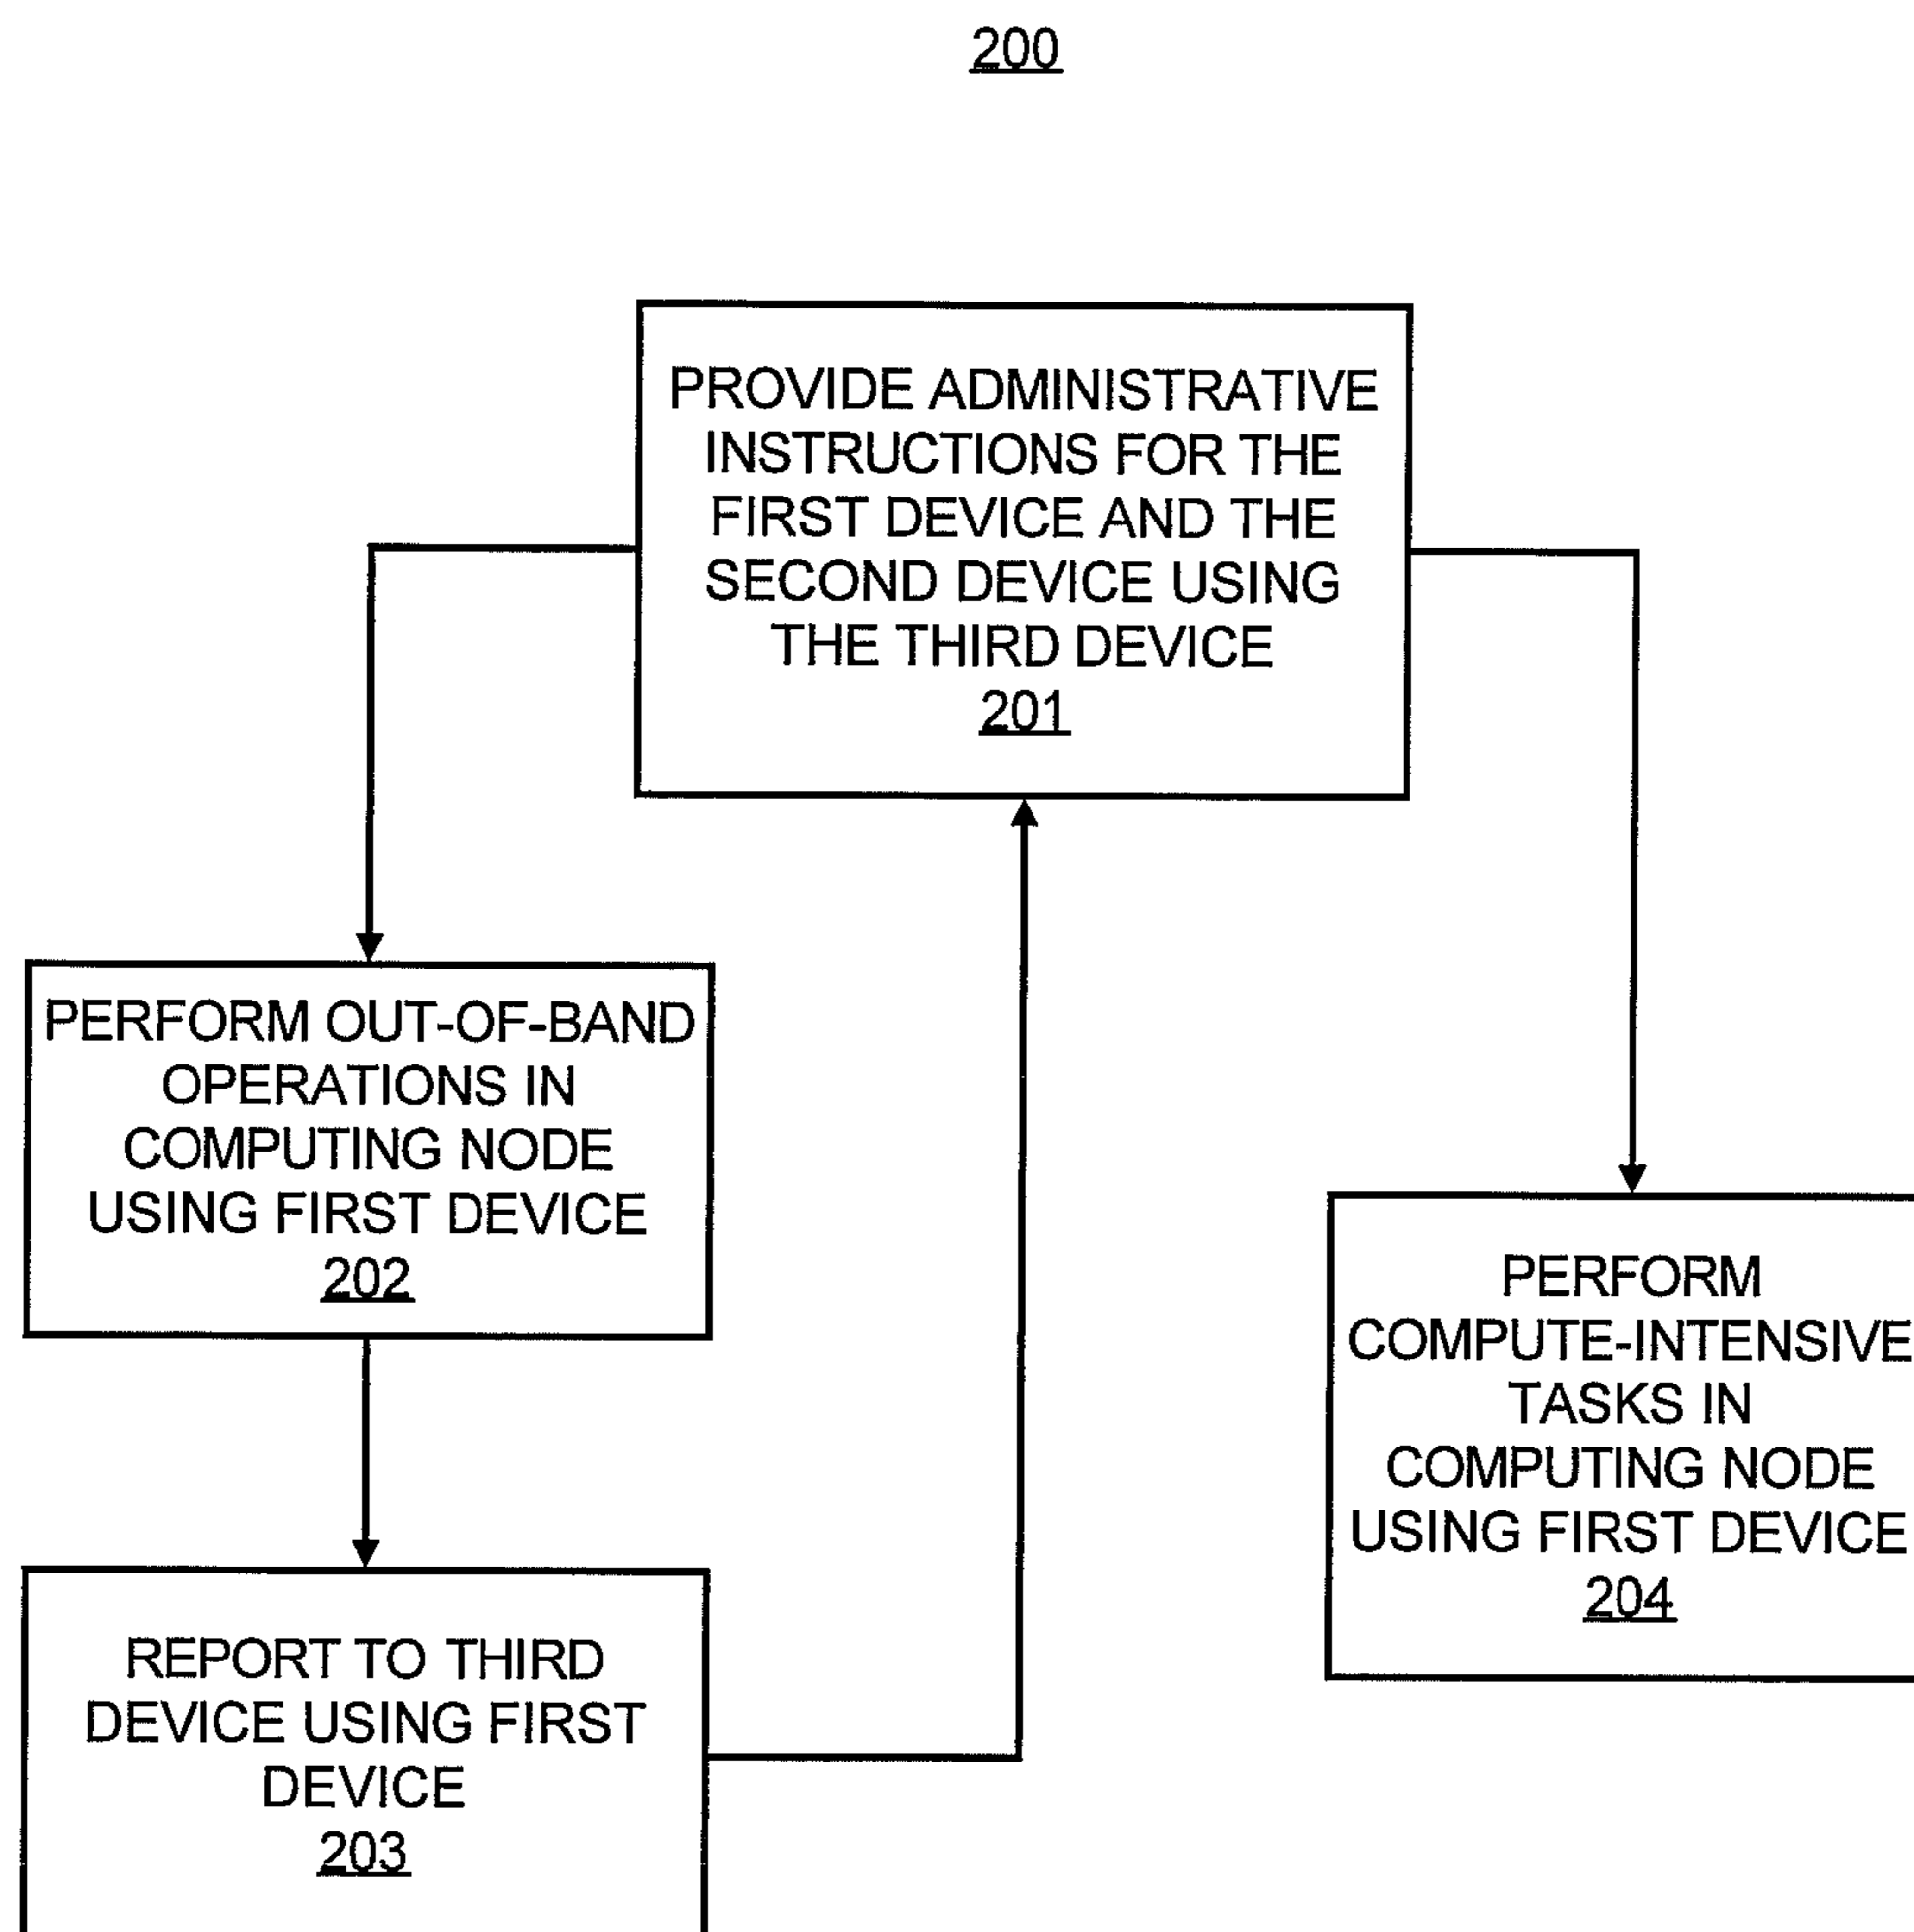 200
PROVIDE ADMINISTRATIVE
INSTRUCTIONS FOR THE
FIRST DEVICE AND THE
SECOND DEVICE USING
THE THIRD DEVICE
201
PERFORM OUT-OF-BAND
OPERATIONS IN
COMPUTING NODE
USING FIRST DEVICE
202
PERFORM
COMPUTE-INTENSIVE
TASKS IN
COMPUTING NODE
USING FIRST DEVICE
204
REPORT TO THIRD
DEVICE USING FIRST
DEVICE
203